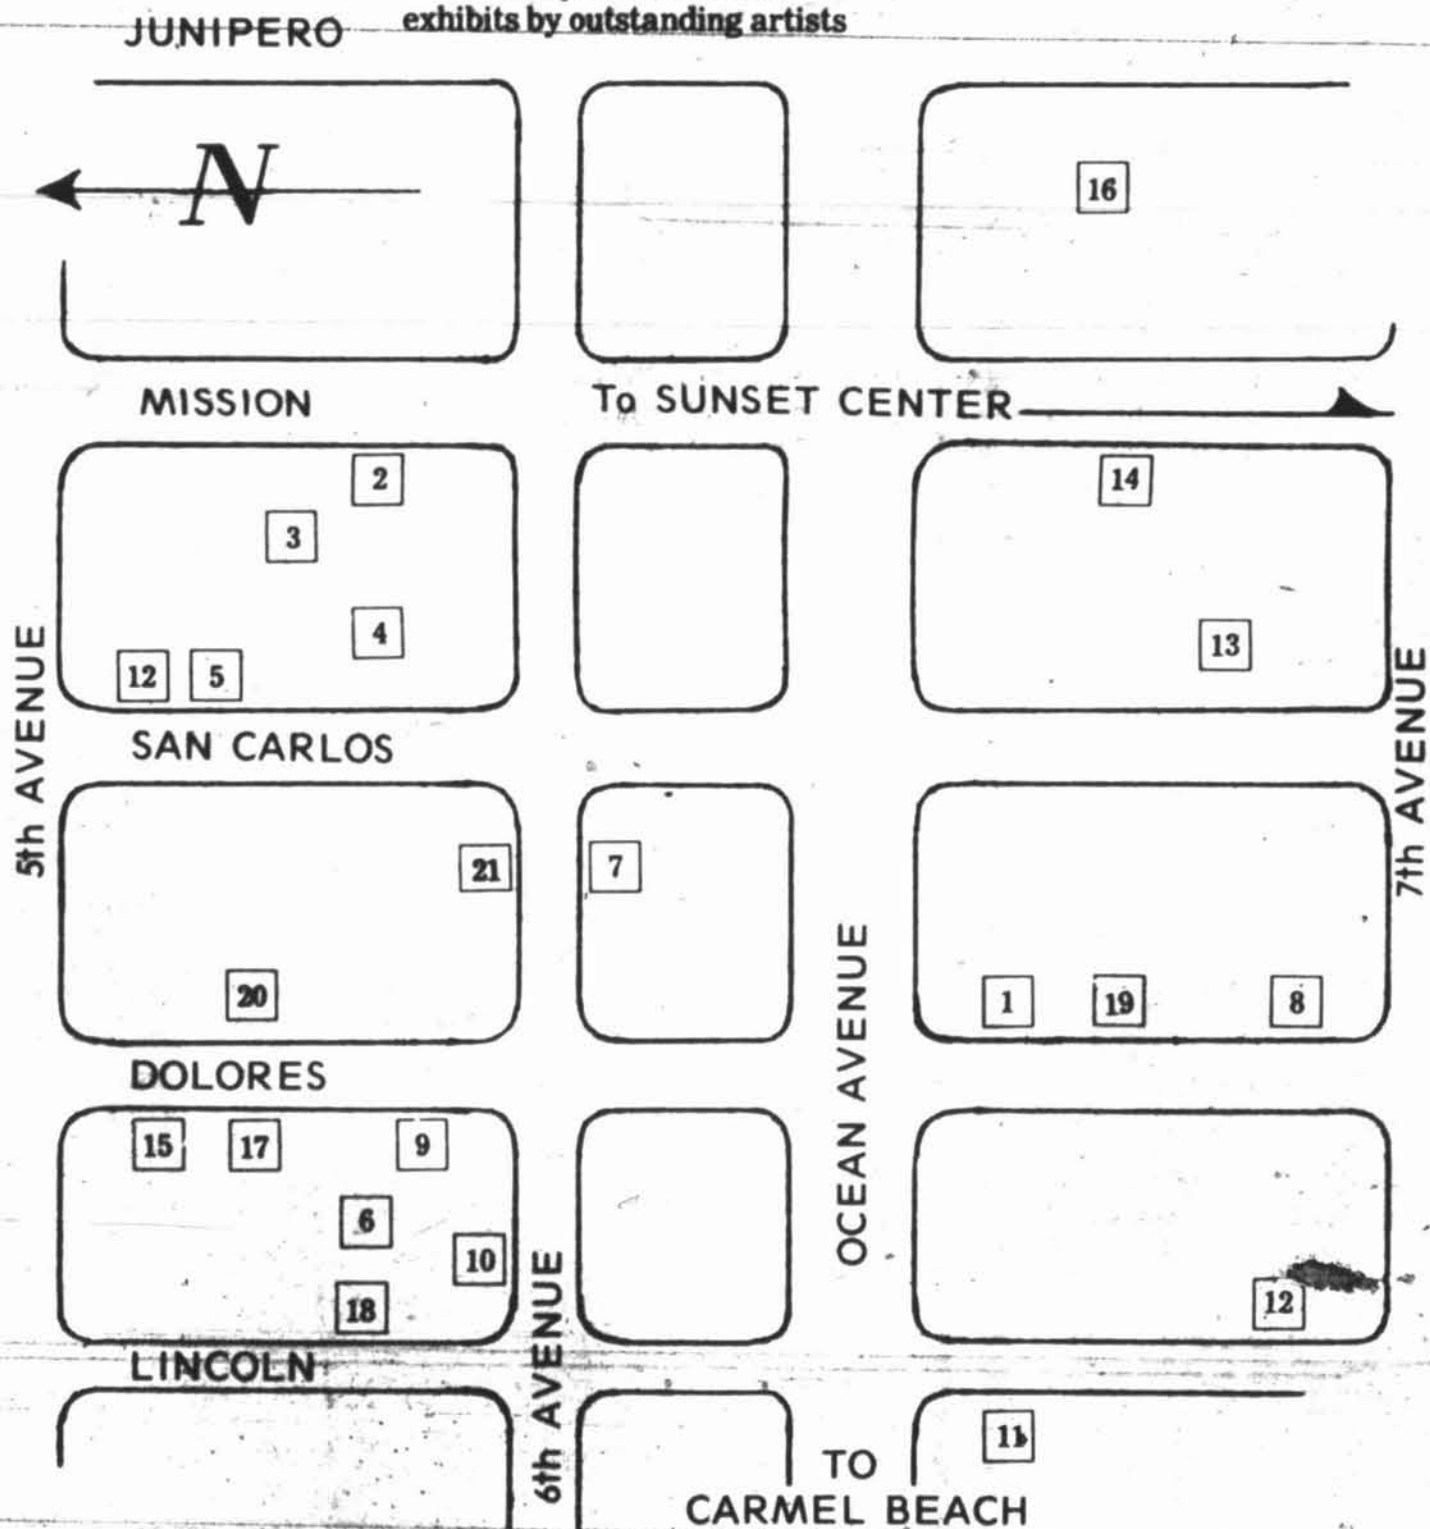 exhibits by outstanding artists
JUNIPERO
N
16
MISSION
To SUNSET CENTER
2
14
3
4
13
12
5
5th AVENUE
7th AVENUE
SAN CARLOS
21
7
20
1
19
8
OCEAN AVENUE
DOLORES
15
17
9
6
10
18
12
6th AVENUE
LINCOLN
11
TO
CARMEL BEACH